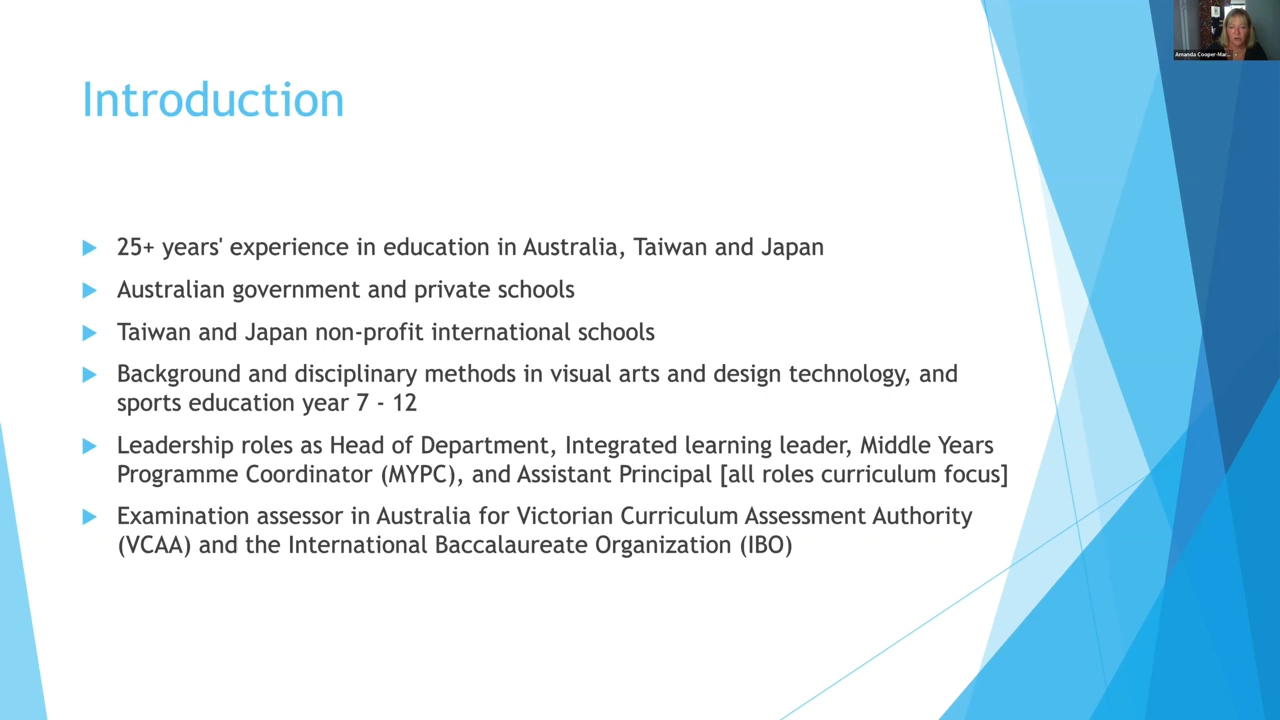 Introduction
25+ years' experience in education in Australia, Taiwan and Japan
Australian government and private schools
Taiwan and Japan non-profit international schools
Background and disciplinary methods in visual arts and design technology, and
sports education year 7 - 12
Leadership roles as Head of Department, Integrated learning leader, Middle Years
Programme Coordinator (MYPC), and Assistant Principal [all roles curriculum focus]
Examination assessor in Australia for Victorian Curriculum Assessment Authority
(VCAA) and the International Baccalaureate Organization (IBO)
Amanda Cooper-Mar...